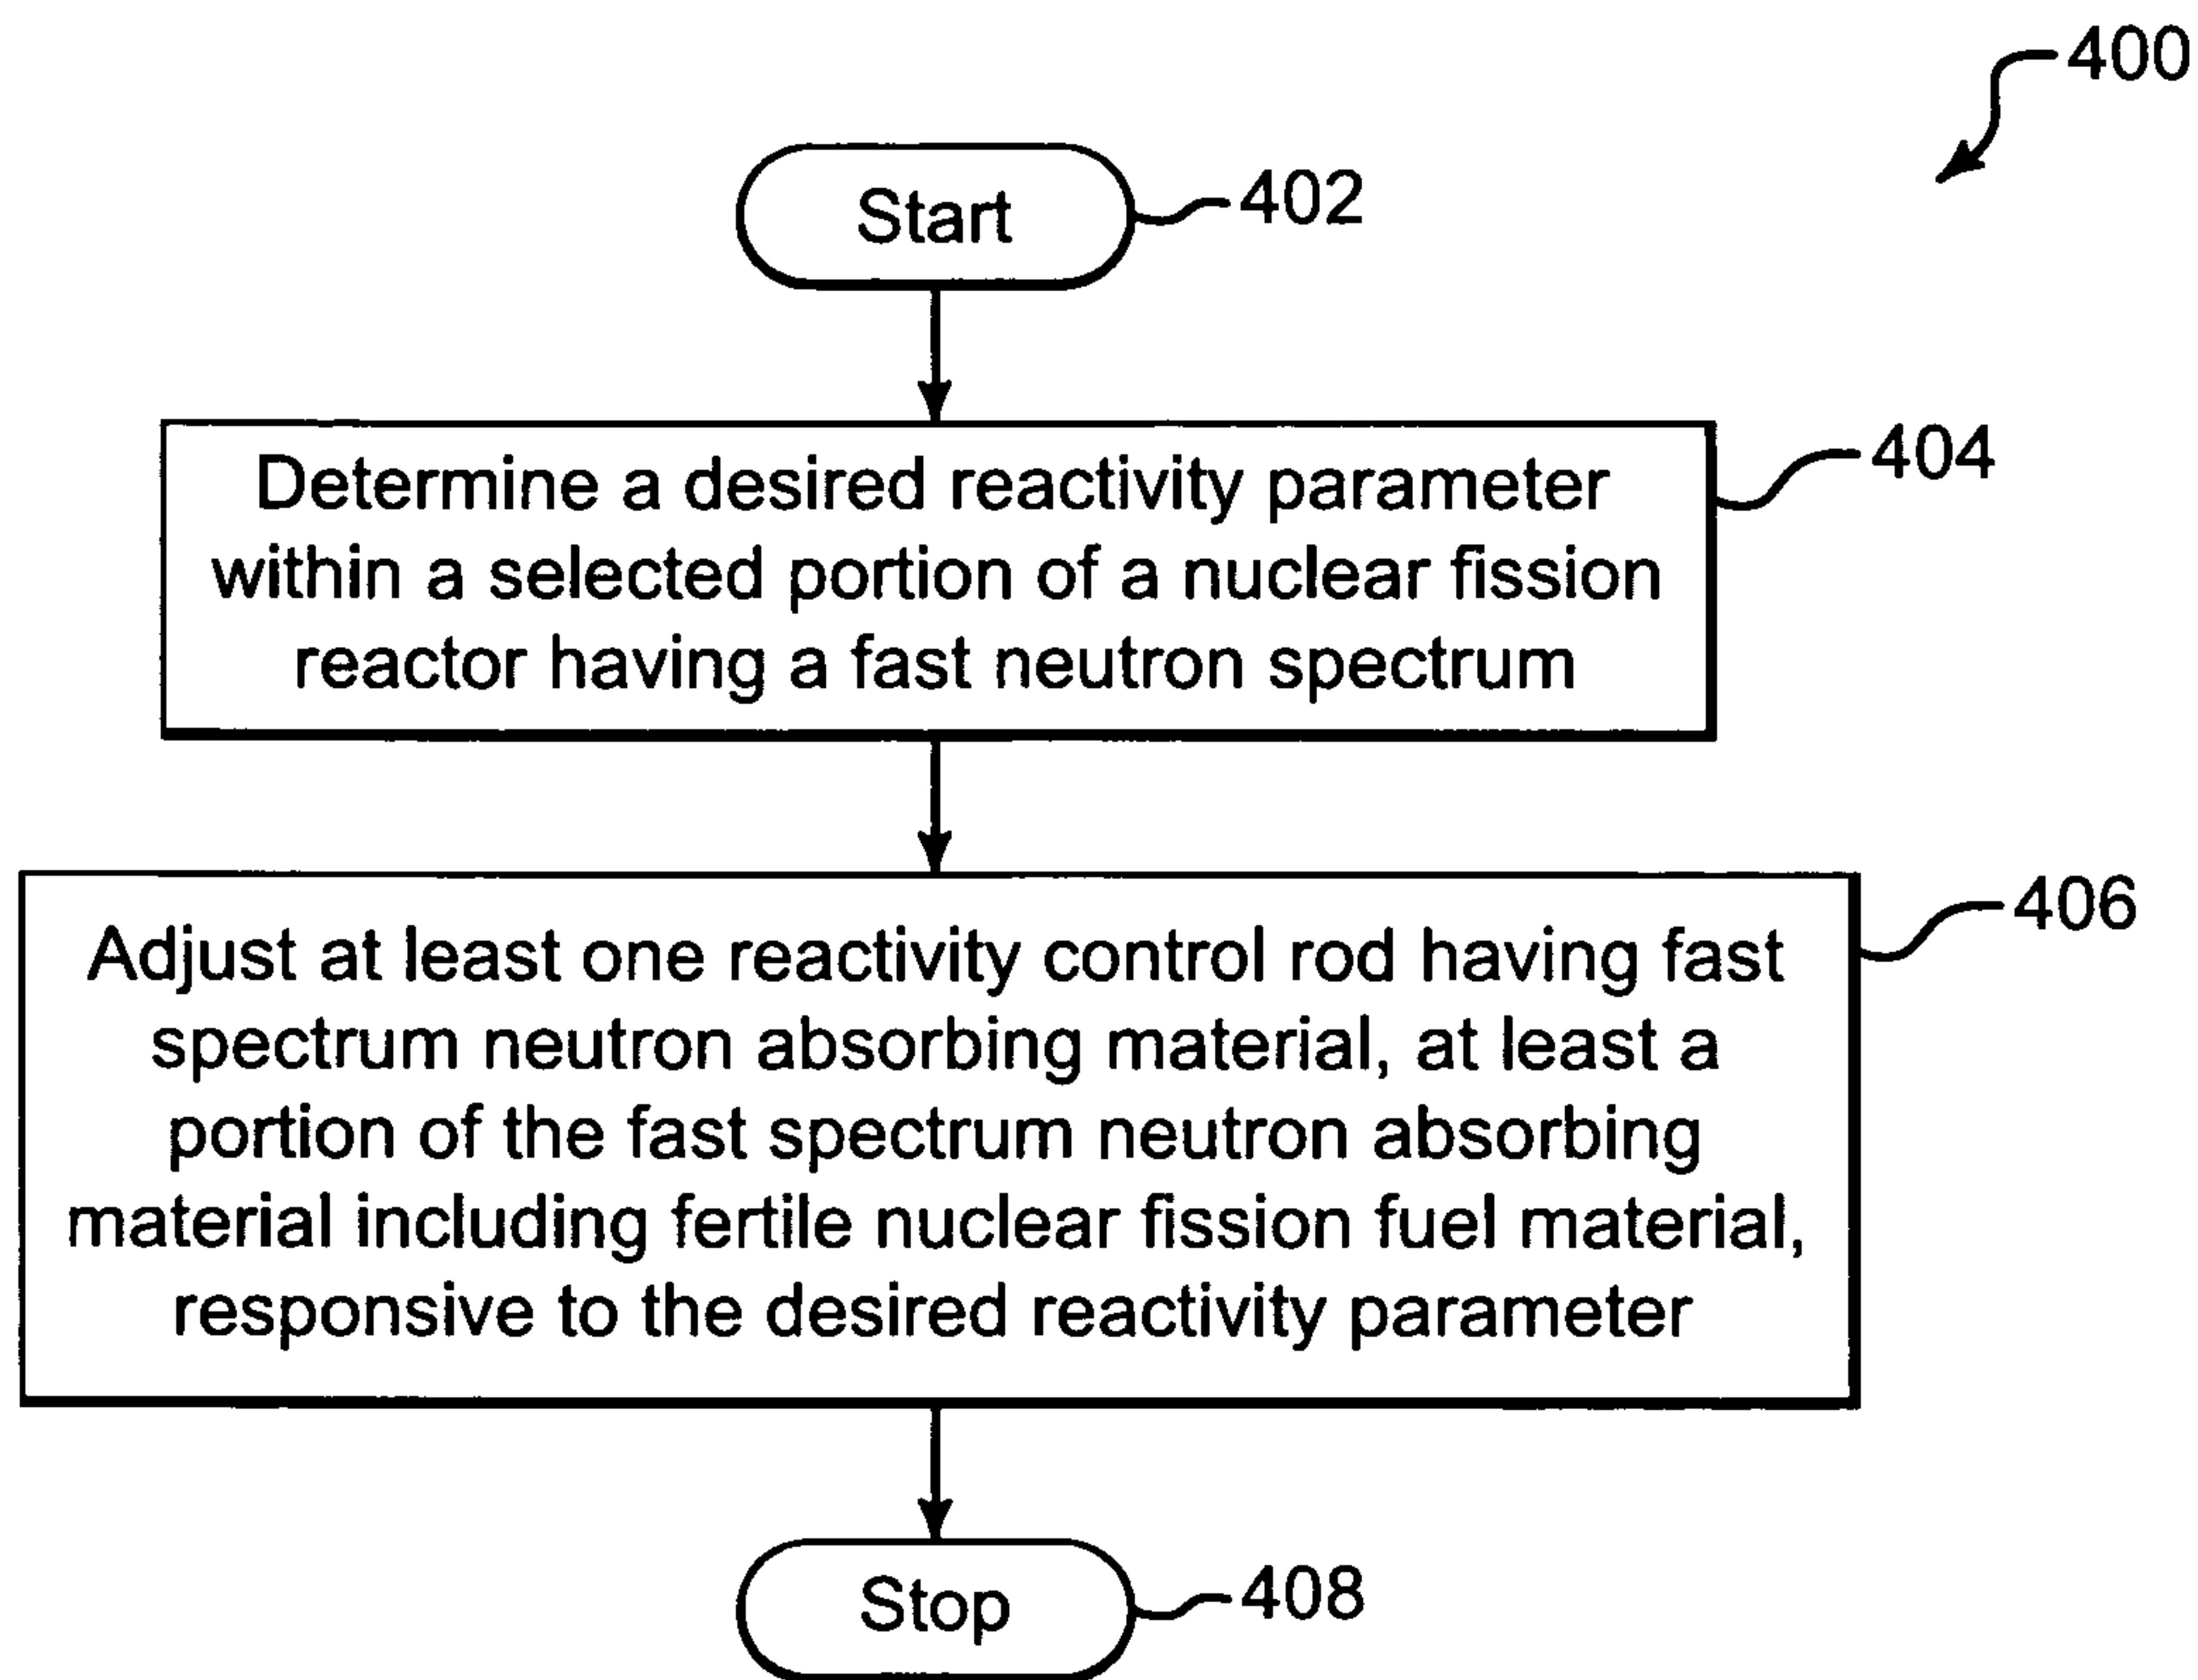 400
Start
402
Determine a desired reactivity parameter
within a selected portion of a nuclear fission
reactor having a fast neutron spectrum
404
Adjust at least one reactivity control rod having fast
spectrum neutron absorbing material, at least a
portion of the fast spectrum neutron absorbing
material including fertile nuclear fission fuel material,
responsive to the desired reactivity parameter
406
Stop
408